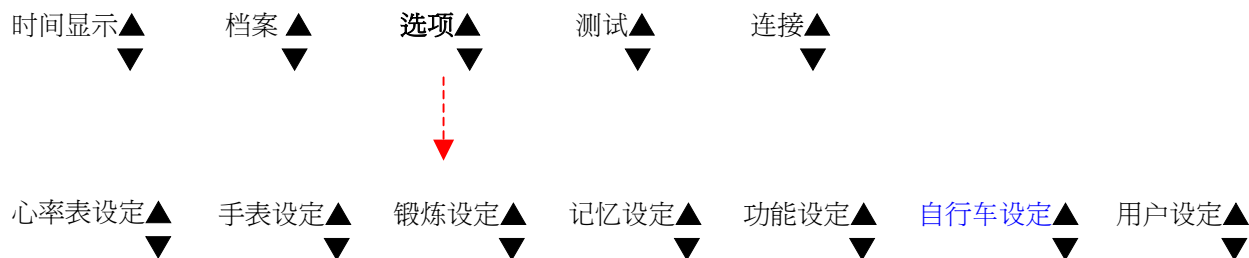 时间显示▲ 档案▲ 选项▲ 测试▲ 连接▲
▼ ▼ ▼ ▼ ▼
心率表设定▲ 手表设定▲ 锻炼设定▲ 记忆设定▲ 功能设定▲ 自行车设定▲ 用户设定▲
▼ ▼ ▼ ▼ ▼ ▼ ▼